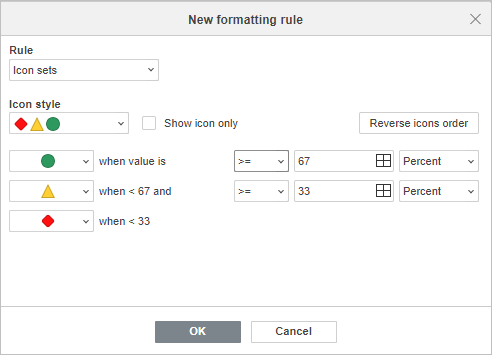 New formatting rule
Rule
Icon sets
Icon style
Show icon only
Reverse icons order
when value is >= 67 Percent
when < 67 and >= 33 Percent
when < 33
OK Cancel